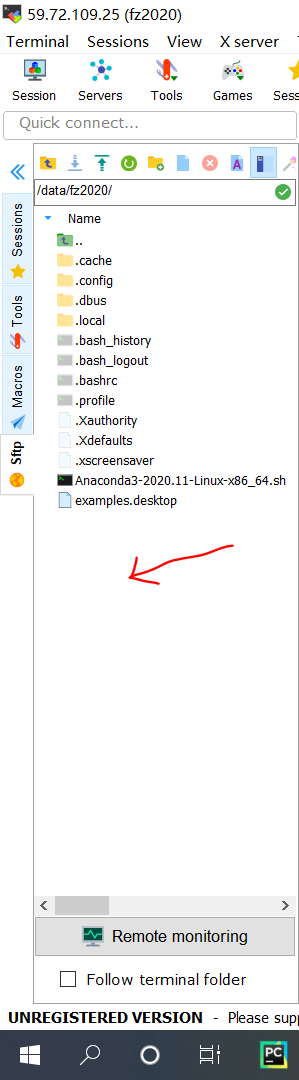 59.72.109.25 (fz2020)
Terminal Sessions View X server
Session Servers Tools Games Sess
Quick connect...
/data/fz2020/
Name
..
.cache
.config
.dbus
.local
.bash_history
.bash_logout
.bashrc
.profile
.Xauthority
.Xdefaults
.xscreensaver
Anaconda3-2020.11-Linux-x86_64.sh
examples.desktop
Sessions
Tools
Macros
Sftp
Remote monitoring
Follow terminal folder
UNREGISTERED VERSION - Please supp
PC